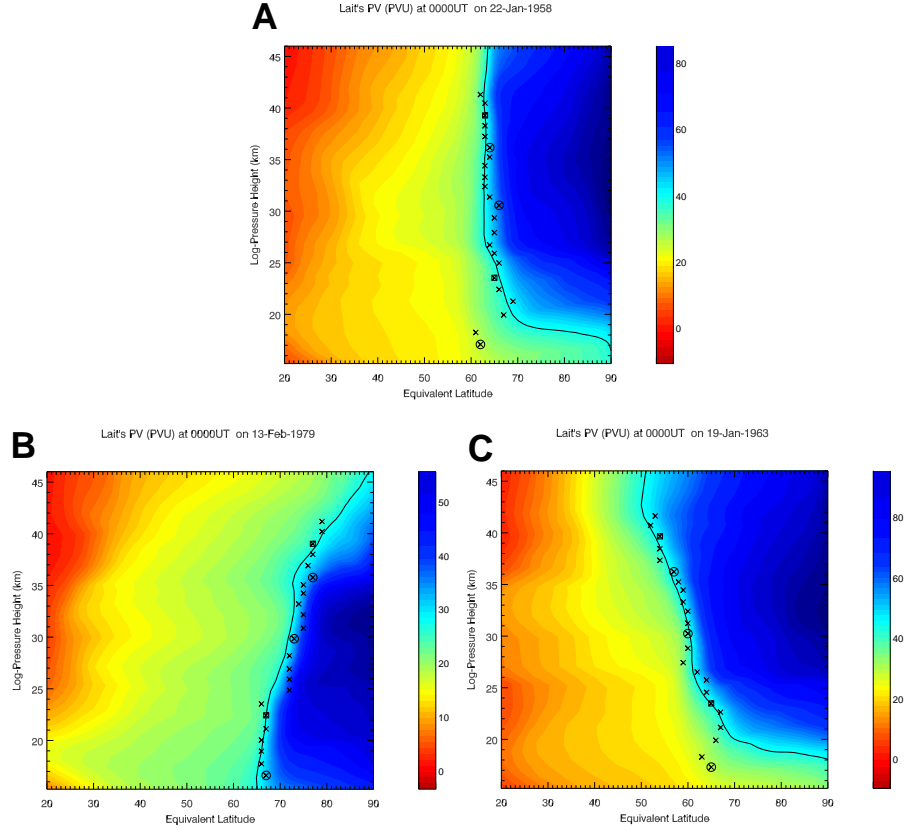 A
Lait's PV (PVU) at 0000UT on 22-Jan-1958
45
40
35
30
25
20
Log-Pressure Height (km)
20 30 40 50 60 70 80 90
Equivalent Latitude
80
60
40
20
0
B
Lait's PV (PVU) at 0000UT on 13-Feb-1979
45
40
35
30
25
20
Log-Pressure Height (km)
20 30 40 50 60 70 80 90
Equivalent Latitude
50
40
30
20
10
0
C
Lait's PV (PVU) at 0000UT on 19-Jan-1963
45
40
35
30
25
20
Log-Pressure Height (km)
20 30 40 50 60 70 80 90
Equivalent Latitude
80
60
40
20
0